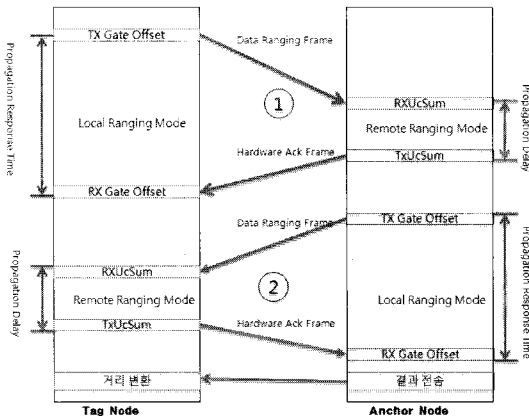 TX Gate Offset
Data Ranging Frame
Propagation Response Time
Local Ranging Mode
1
RXUcSum
Remote Ranging Mode
Propagation Delay
Hardware Ack Frame
TxUcSum
RX Gate Offset
Data Ranging Frame
TX Gate Offset
RXUcSum
Propagation Delay
Remote Ranging Mode
2
Local Ranging Mode
Propagation Response Time
TxUcSum
Hardware Ack Frame
RX Gate Offset
거리 변환
결과 전송
Tag Node
Anchor Node